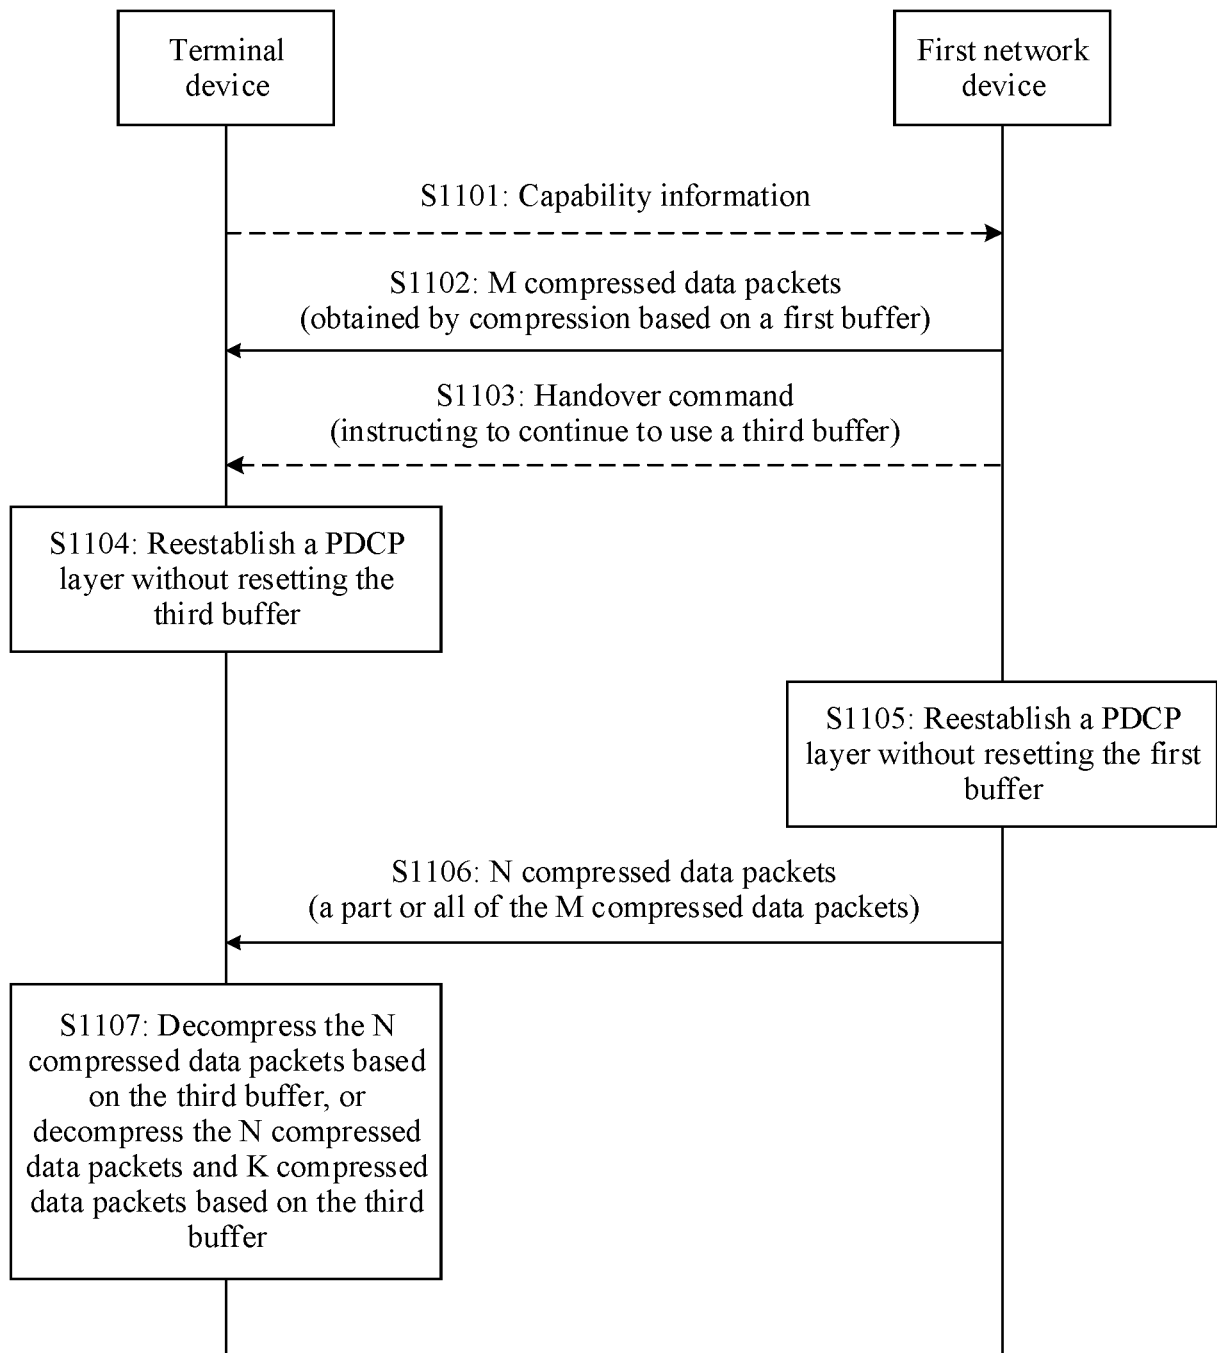 Terminal
device
First network
device
S1101: Capability information
S1102: M compressed data packets
(obtained by compression based on a first buffer)
S1103: Handover command
(instructing to continue to use a third buffer)
S1104: Reestablish a PDCP
layer without resetting the
third buffer
S1105: Reestablish a PDCP
layer without resetting the first
buffer
S1106: N compressed data packets
(a part or all of the M compressed data packets)
S1107: Decompress the N
compressed data packets based
on the third buffer, or
decompress the N compressed
data packets and K compressed
data packets based on the third
buffer